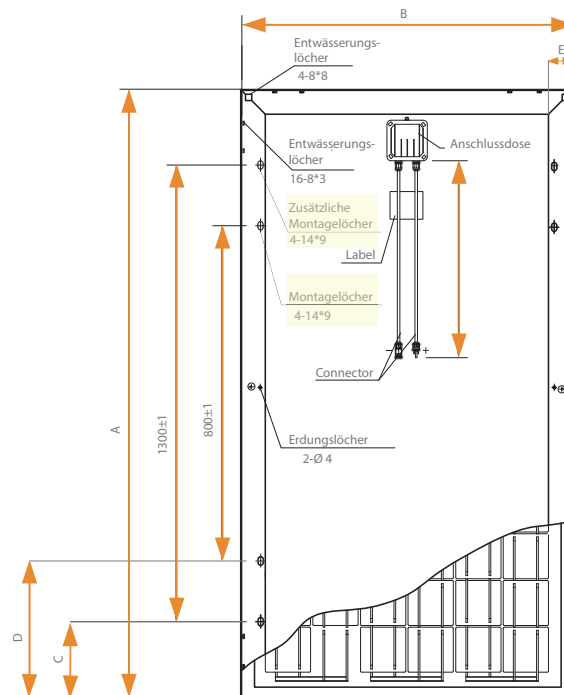 B
E
Entwässerungs-
löcher
4-8*8
Entwässerungs-
löcher
16-8*3
Anschlussdose
Zusätzliche
Montagelöcher
4-14*9
Label
Montagelöcher
4-14*9
- +
Connector
A
1300±1
800±1
Erdungslöcher
2-Ø 4
D
C